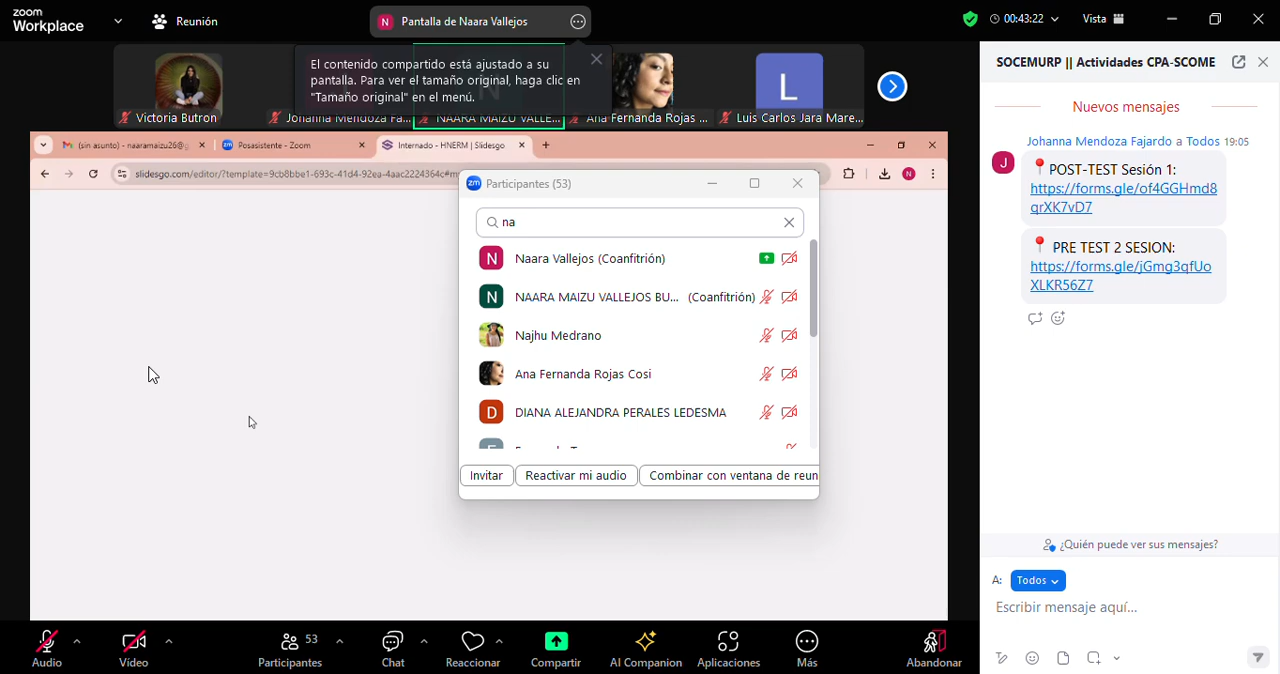 zoom
Workplace
Reunión
N Pantalla de Naara Vallejos
00:43:22
Vista
El contenido compartido está ajustado a su
pantalla. Para ver el tamaño original, haga clic en
"Tamaño original" en el menú.
L
Victoria Butron
Johanna Mendoza Fa...
NAARA MAIZU VALLE...
Ana Fernanda Rojas ...
Luis Carlos Jara Mare...
(sin asunto) - naaramaizu26@g
Posasistente - Zoom
Internado - HNERM | Slidesgo
slidesgo.com/editor/?template=9cb8bbe1-693c-41d4-92ea-4aac2224364c#m
N
zm Participantes (53)
na
N Naara Vallejos (Coanfitrión)
N NAARA MAIZU VALLEJOS BU... (Coanfitrión)
Najhu Medrano
Ana Fernanda Rojas Cosi
D DIANA ALEJANDRA PERALES LEDESMA
Invitar
Reactivar mi audio
Combinar con ventana de reun
SOCEMURP || Actividades CPA-SCOME
Nuevos mensajes
Johanna Mendoza Fajardo a Todos 19:05
J
📍POST-TEST Sesión 1:
https://forms.gle/of4GGHmd8
qrXK7vD7
📍 PRE TEST 2 SESION:
https://forms.gle/jGmg3qfUo
XLKR56Z7
¿Quién puede ver sus mensajes?
A: Todos
Escribir mensaje aquí...
Audio
Vídeo
53
Participantes
Chat
Reaccionar
Compartir
AI Companion
Aplicaciones
Más
Abandonar